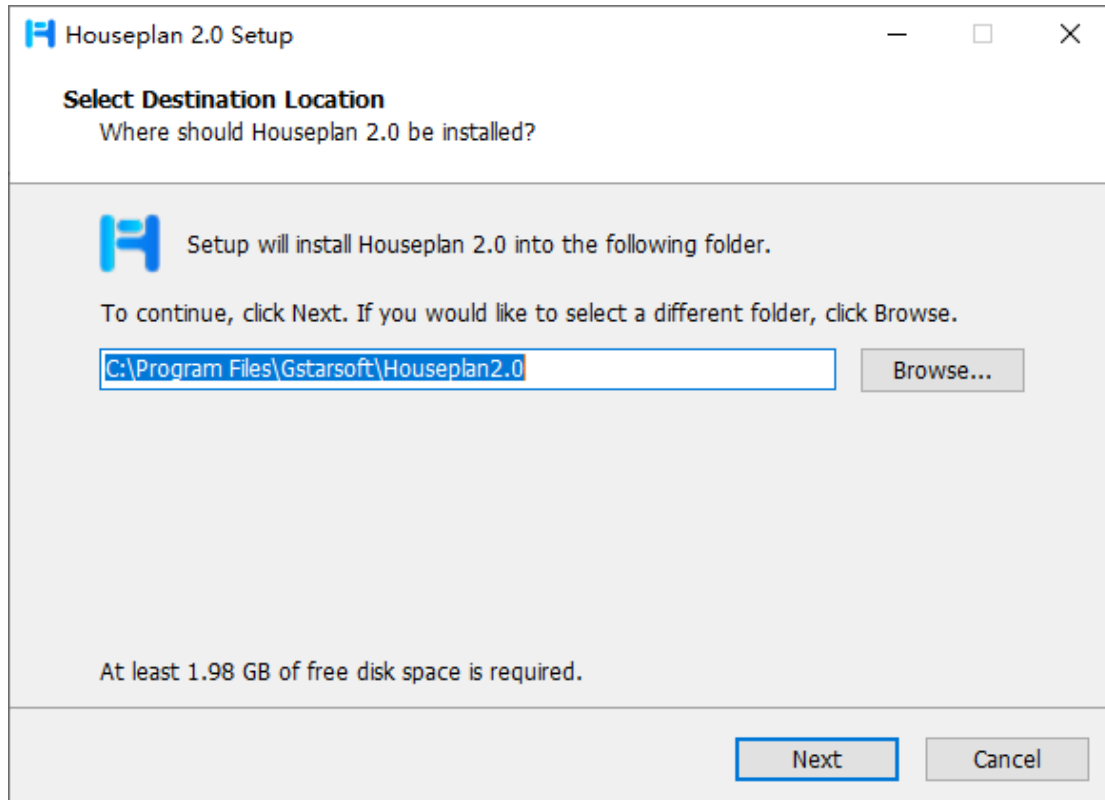 Houseplan 2.0 Setup
Select Destination Location
Where should Houseplan 2.0 be installed?
Setup will install Houseplan 2.0 into the following folder.
To continue, click Next. If you would like to select a different folder, click Browse.
C:\Program Files\Gstarsoft\Houseplan2.0
Browse...
At least 1.98 GB of free disk space is required.
Next
Cancel